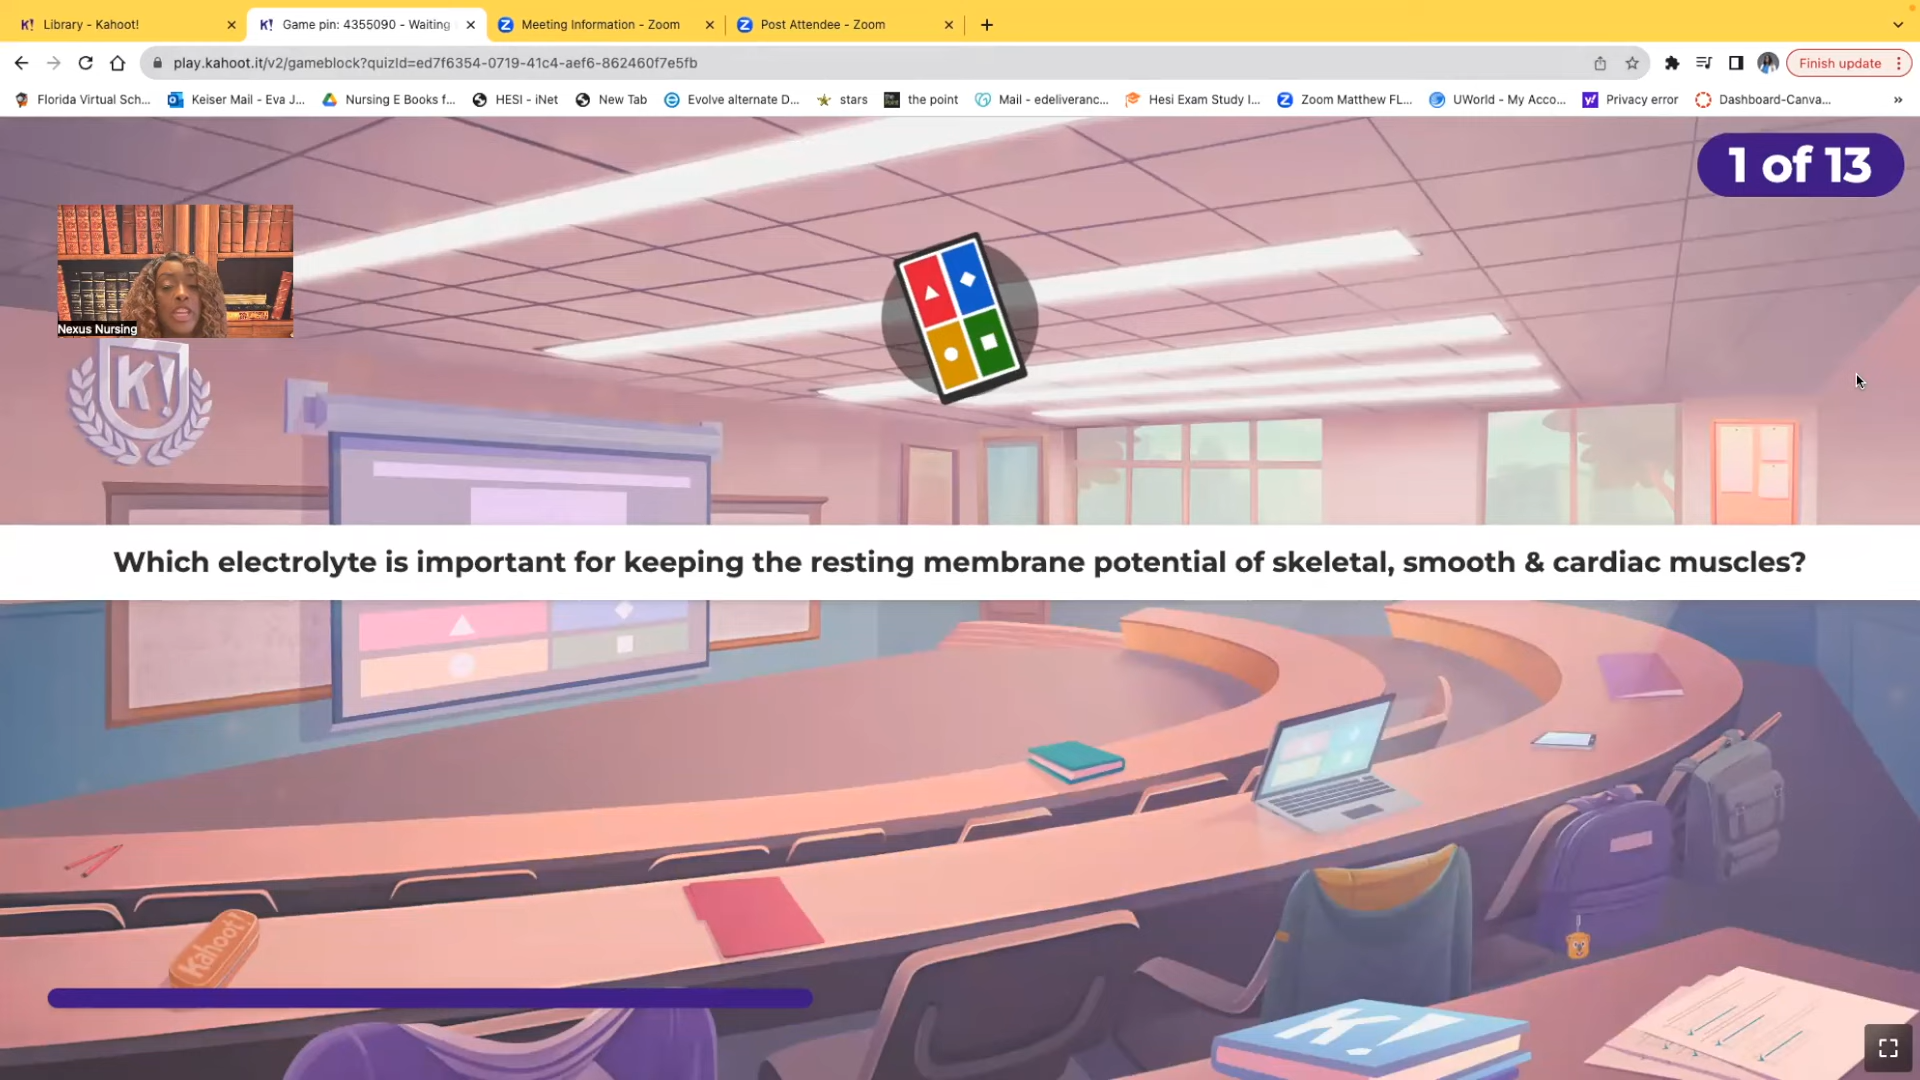 Library - Kahoot!
Game pin: 4355090 - Waiting
Meeting Information - Zoom
Post Attendee - Zoom
play.kahoot.it/v2/gameblock?quizId=ed7f6354-0719-41c4-aef6-862460f7e5fb
Finish update
Florida Virtual Sch...
Keiser Mail - Eva J...
Nursing E Books f...
HESI - iNet
New Tab
Evolve alternate D...
stars
the point
Mail - edeliveranc...
Hesi Exam Study I...
Zoom Matthew FL...
UWorld - My Acco...
Privacy error
Dashboard-Canva...
1 of 13
Nexus Nursing
K!
Which electrolyte is important for keeping the resting membrane potential of skeletal, smooth & cardiac muscles?
Kahoot!
K!